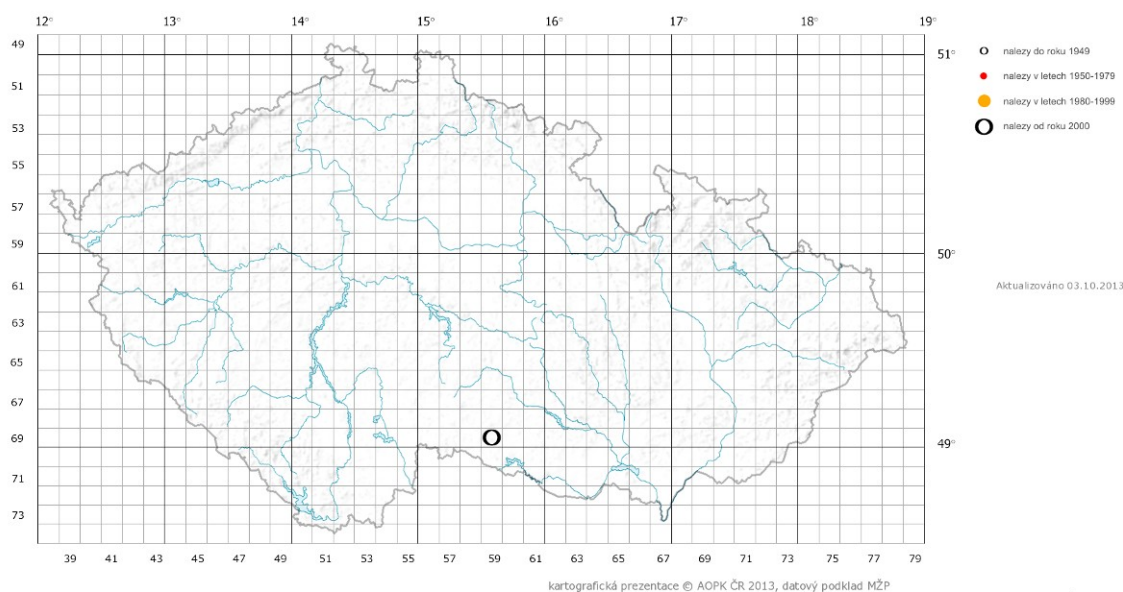 12° 13° 14° 15° 16° 17° 18° 19°
49
51°
51
53
55
57
59
50°
61
63
65
67
69
49°
71
73
39 41 43 45 47 49 51 53 55 57 59 61 63 65 67 69 71 73 75 77 79
nalezy do roku 1949
nalezy v letech 1950-1979
nalezy v letech 1980-1999
nalezy od roku 2000
Aktualizováno 03.10.2013
kartografická prezentace © AOPK ČR 2013, datový podklad MŽP